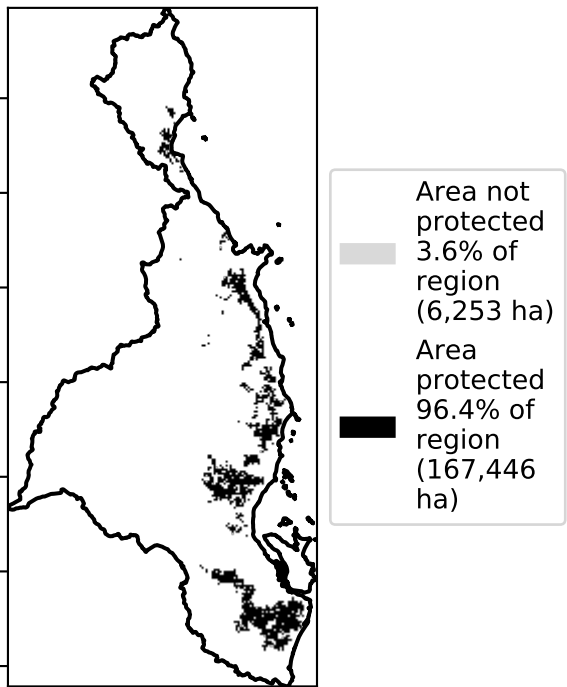 Area not
protected
3.6% of
region
(6,253 ha)
Area
protected
96.4% of
region
(167,446
ha)